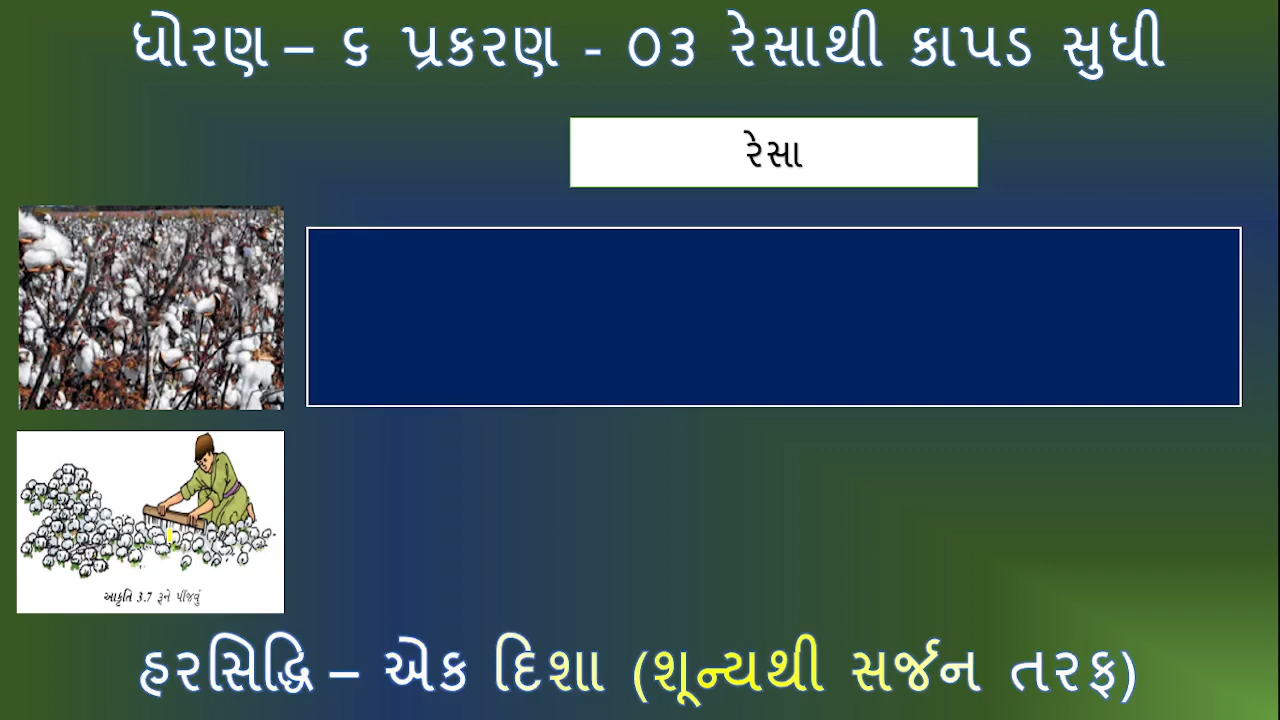 ધોરણ – ૬ પ્રકરણ - ૦૩ રેસાથી કાપડ સુધી
રેસા
આકૃતિ 3.7 રૂને પીંજવું
હરસિદ્ધિ – એક દિશા (શૂન્યથી સર્જન તરફ)